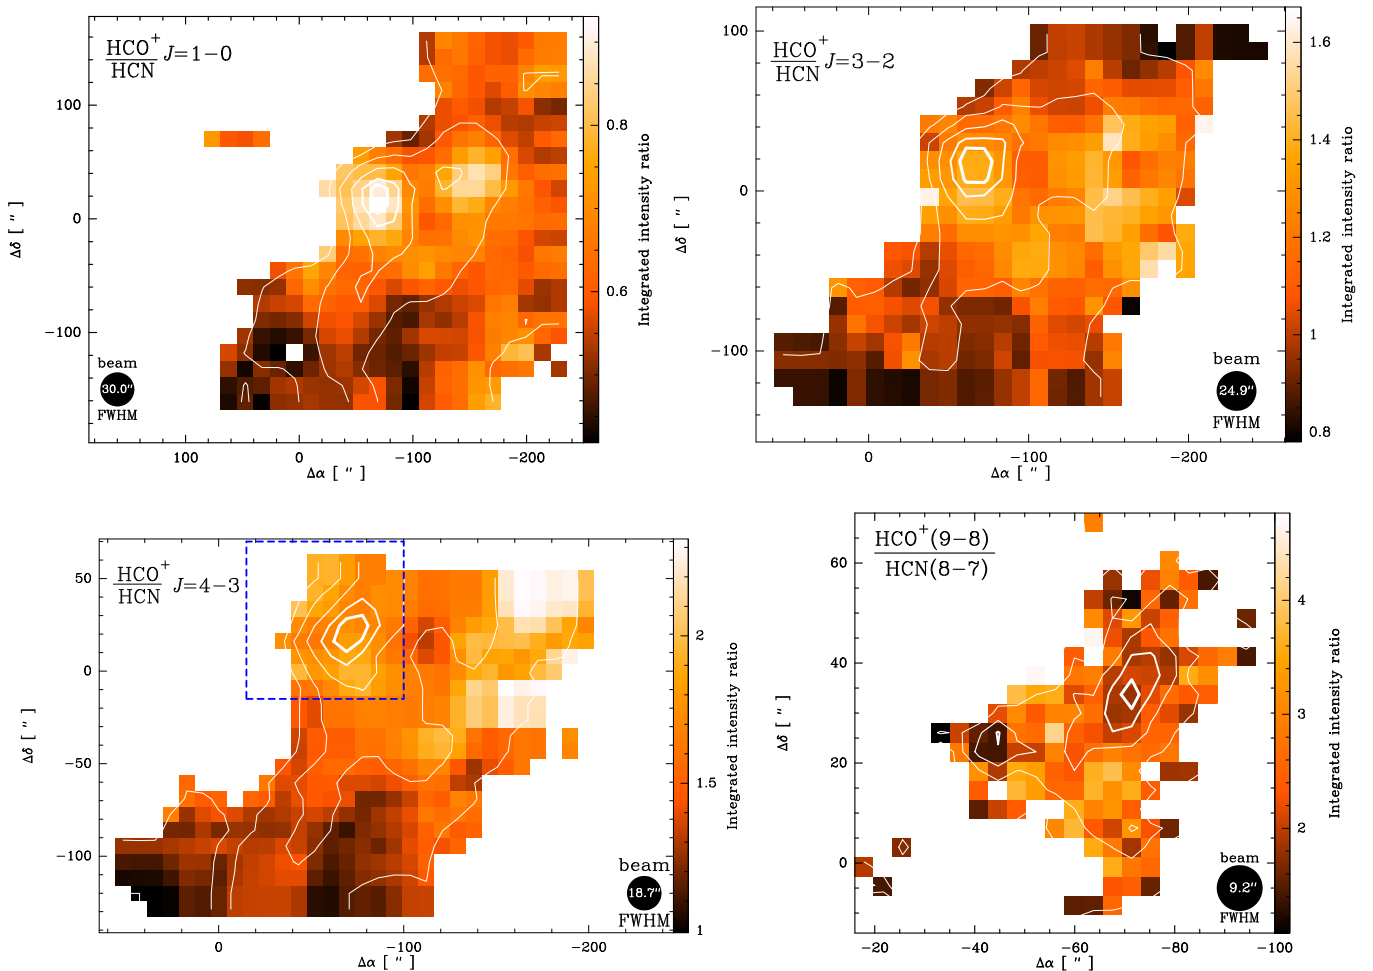 HCO+
HCN J=1−0
100
0
−100
Δδ [ ″ ]
100 0 −100 −200
Δα [ ″ ]
beam
30.0″
FWHM
0.8
0.6
Integrated intensity ratio
HCO+
HCN J=3−2
100
0
−100
Δδ [ ″ ]
0 −100 −200
Δα [ ″ ]
beam
24.9″
FWHM
1.6
1.4
1.2
1
0.8
Integrated intensity ratio
HCO+
HCN J=4−3
50
0
−50
−100
Δδ [ ″ ]
0 −100 −200
Δα [ ″ ]
beam
18.7″
FWHM
2
1.5
1
Integrated intensity ratio
HCO+(9−8)
HCN(8−7)
60
40
20
0
Δδ [ ″ ]
−20 −40 −60 −80 −100
Δα [ ″ ]
beam
9.2″
FWHM
4
3
2
Integrated intensity ratio